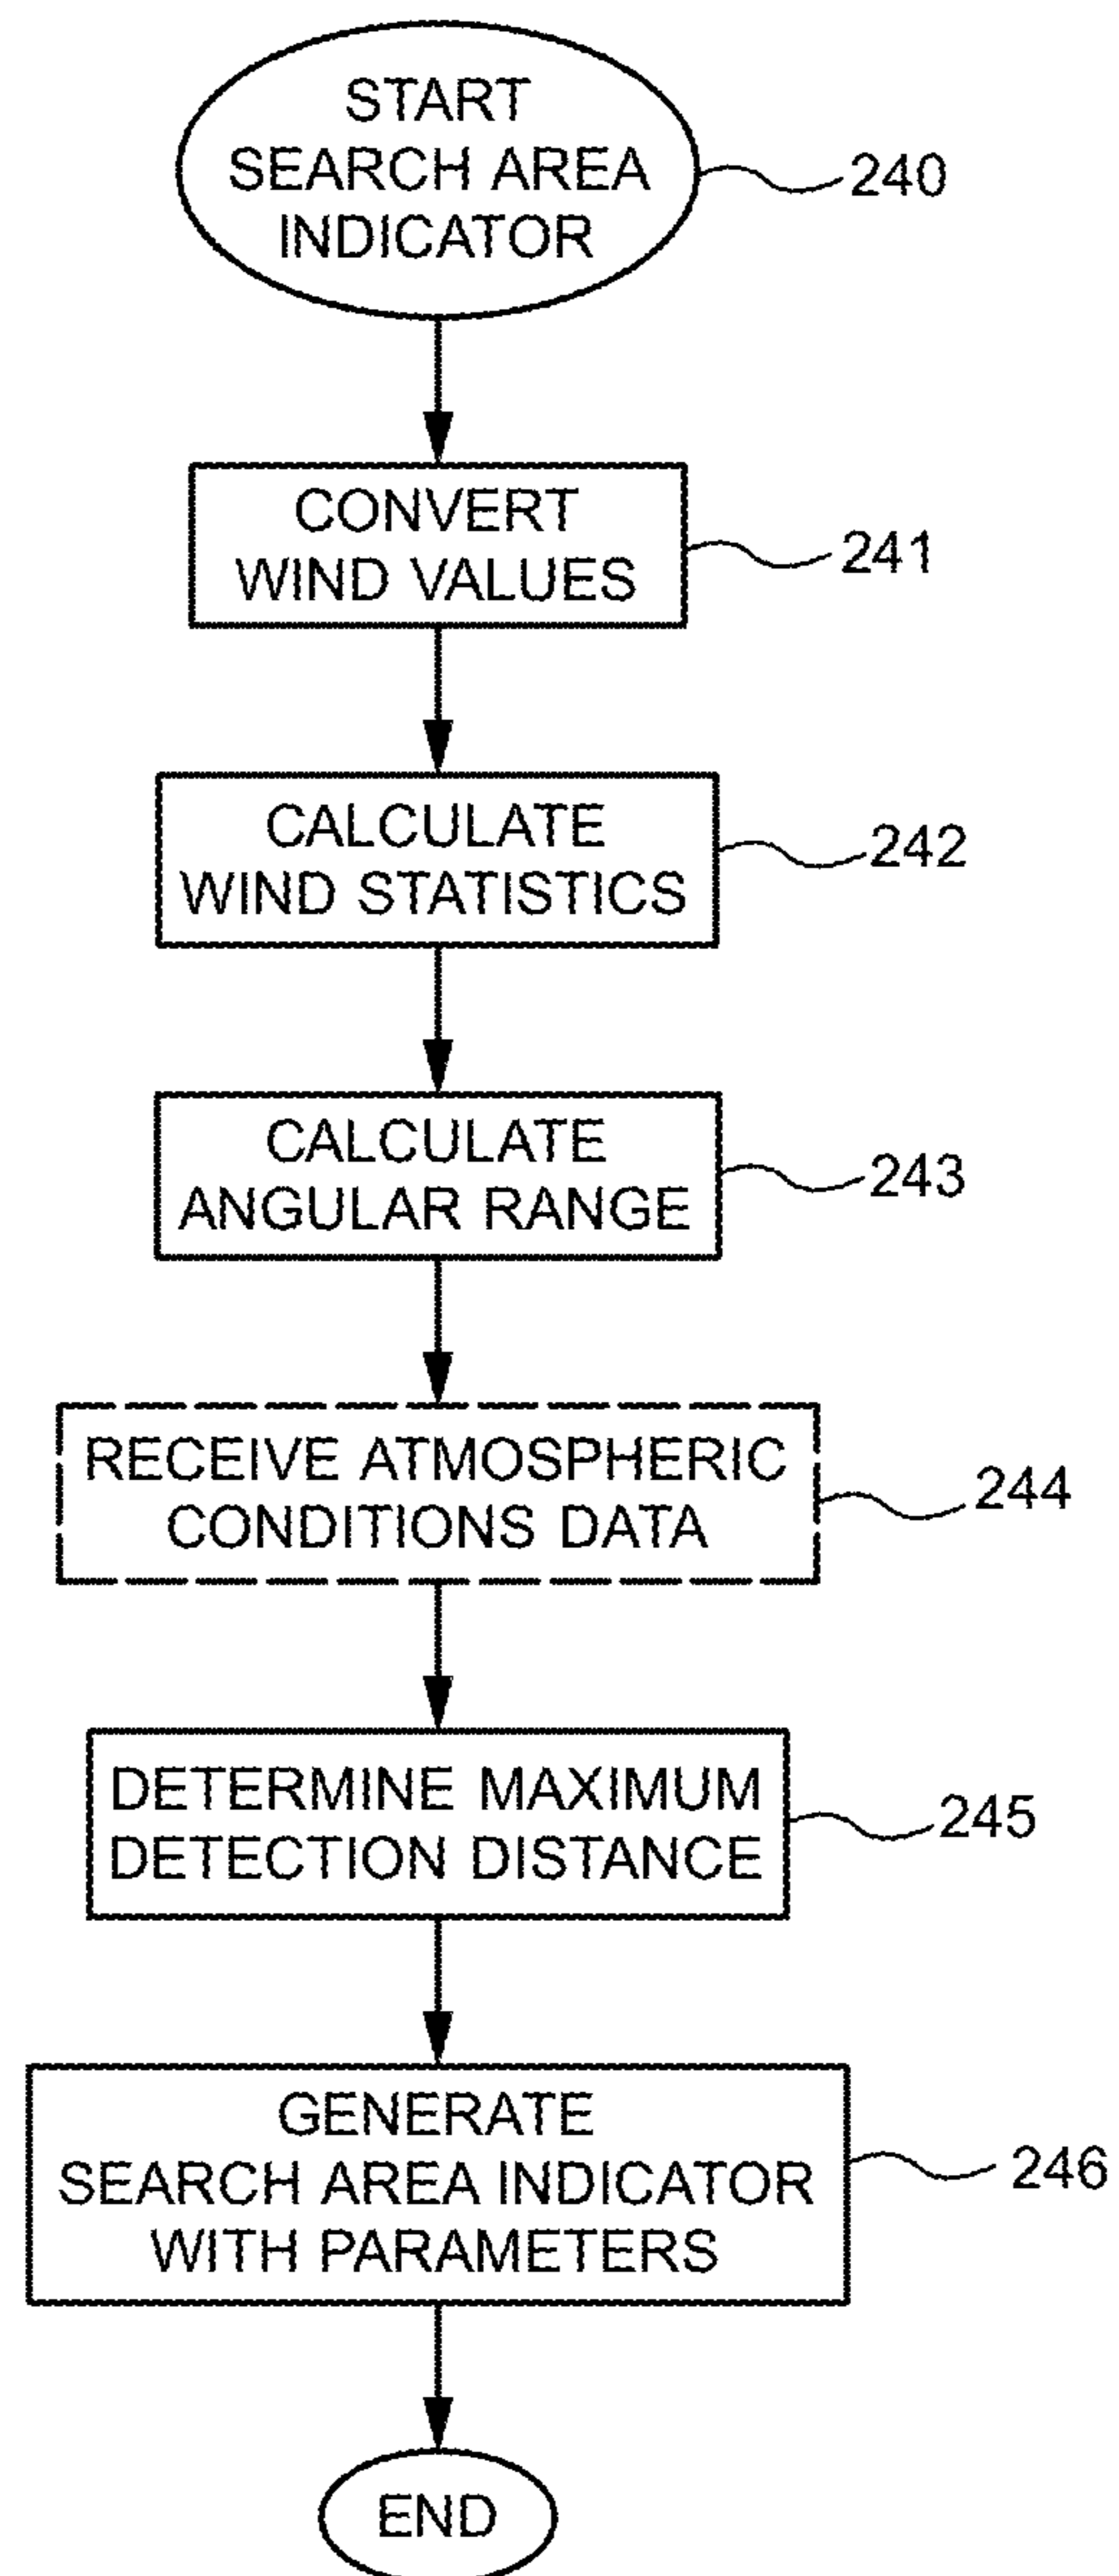 START
SEARCH AREA
INDICATOR
240
CONVERT
WIND VALUES
241
CALCULATE
WIND STATISTICS
242
CALCULATE
ANGULAR RANGE
243
RECEIVE ATMOSPHERIC
CONDITIONS DATA
244
DETERMINE MAXIMUM
DETECTION DISTANCE
245
GENERATE
SEARCH AREA INDICATOR
WITH PARAMETERS
246
END